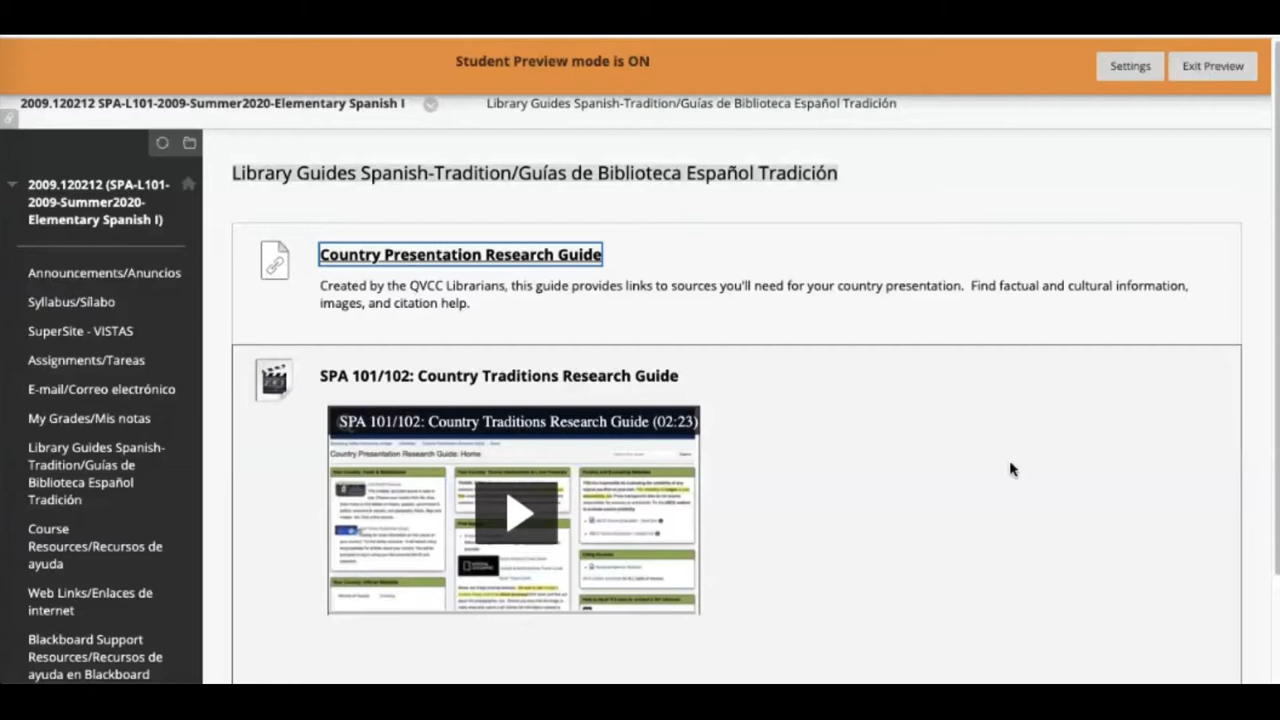 Student Preview mode is ON
Settings
Exit Preview
2009.120212 SPA-L101-2009-Summer2020-Elementary Spanish I
Library Guides Spanish-Tradition/Guías de Biblioteca Español Tradición
2009.120212 (SPA-L101-
2009-Summer2020-
Elementary Spanish I)
Announcements/Anuncios
Syllabus/Sílabo
SuperSite - VISTAS
Assignments/Tareas
E-mail/Correo electrónico
My Grades/Mis notas
Library Guides Spanish-
Tradition/Guías de
Biblioteca Español
Tradición
Course
Resources/Recursos de
ayuda
Web Links/Enlaces de
internet
Blackboard Support
Resources/Recursos de
ayuda en Blackboard
Library Guides Spanish-Tradition/Guías de Biblioteca Español Tradición
Country Presentation Research Guide
Created by the QVCC Librarians, this guide provides links to sources you'll need for your country presentation. Find factual and cultural information,
images, and citation help.
SPA 101/102: Country Traditions Research Guide
SPA 101/102: Country Traditions Research Guide (02:23)
Country Presentation Research Guide: Home